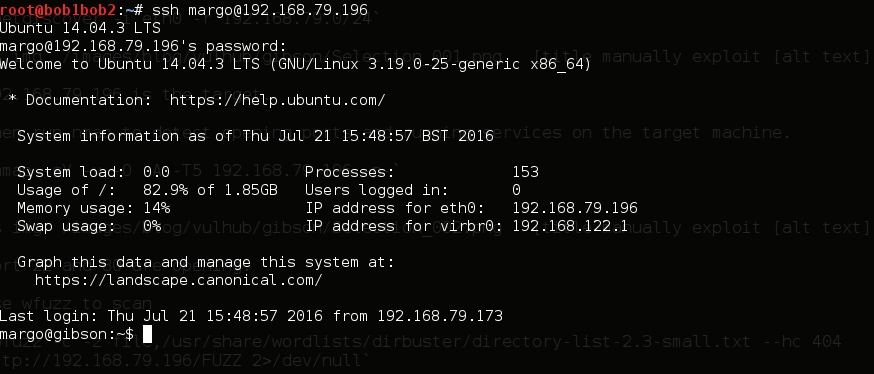 root@bob1bob2:~# ssh margo@192.168.79.196
Ubuntu 14.04.3 LTS
margo@192.168.79.196's password:
Welcome to Ubuntu 14.04.3 LTS (GNU/Linux 3.19.0-25-generic x86_64)
* Documentation:  https://help.ubuntu.com/
System information as of Thu Jul 21 15:48:57 BST 2016
System load:  0.0   Processes:   153
Usage of /:   82.9% of 1.85GB   Users logged in:   0
Memory usage: 14%   IP address for eth0:   192.168.79.196
Swap usage:   0%   IP address for virbr0: 192.168.122.1
Graph this data and manage this system at:
https://landscape.canonical.com/
Last login: Thu Jul 21 15:48:57 2016 from 192.168.79.173
margo@gibson:~$